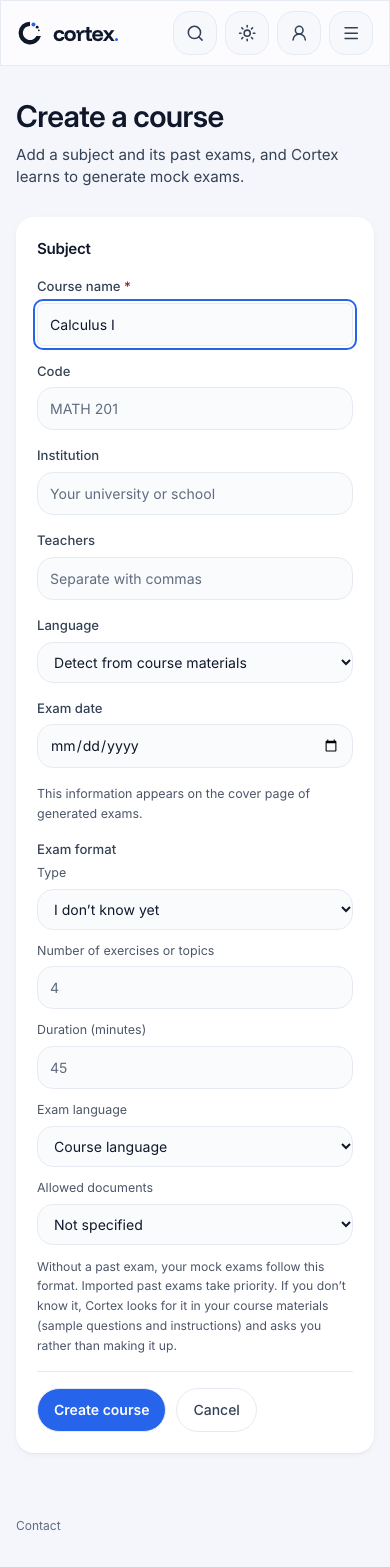 cortex.
Create a course
Add a subject and its past exams, and Cortex
learns to generate mock exams.
Subject
Course name *
Calculus I
Code
MATH 201
Institution
Your university or school
Teachers
Separate with commas
Language
Detect from course materials
Exam date
mm/dd/yyyy
This information appears on the cover page of
generated exams.
Exam format
Type
I don’t know yet
Number of exercises or topics
4
Duration (minutes)
45
Exam language
Course language
Allowed documents
Not specified
Without a past exam, your mock exams follow this
format. Imported past exams take priority. If you don’t
know it, Cortex looks for it in your course materials
(sample questions and instructions) and asks you
rather than making it up.
Create course
Cancel
Contact